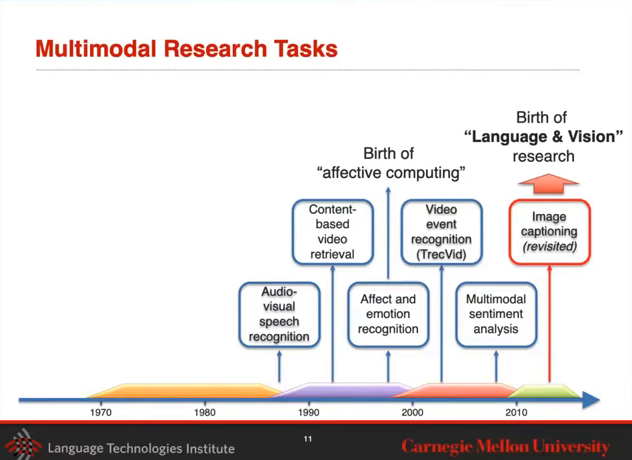 Multimodal Research Tasks
Birth of
“Language & Vision”
research
Birth of
“affective computing”
Content-
based
video
retrieval
Video
event
recognition
(TrecVid)
Image
captioning
(revisited)
Audio-
visual
speech
recognition
Affect and
emotion
recognition
Multimodal
sentiment
analysis
1970
1980
1990
2000
2010
Language Technologies Institute
11
Carnegie Mellon University